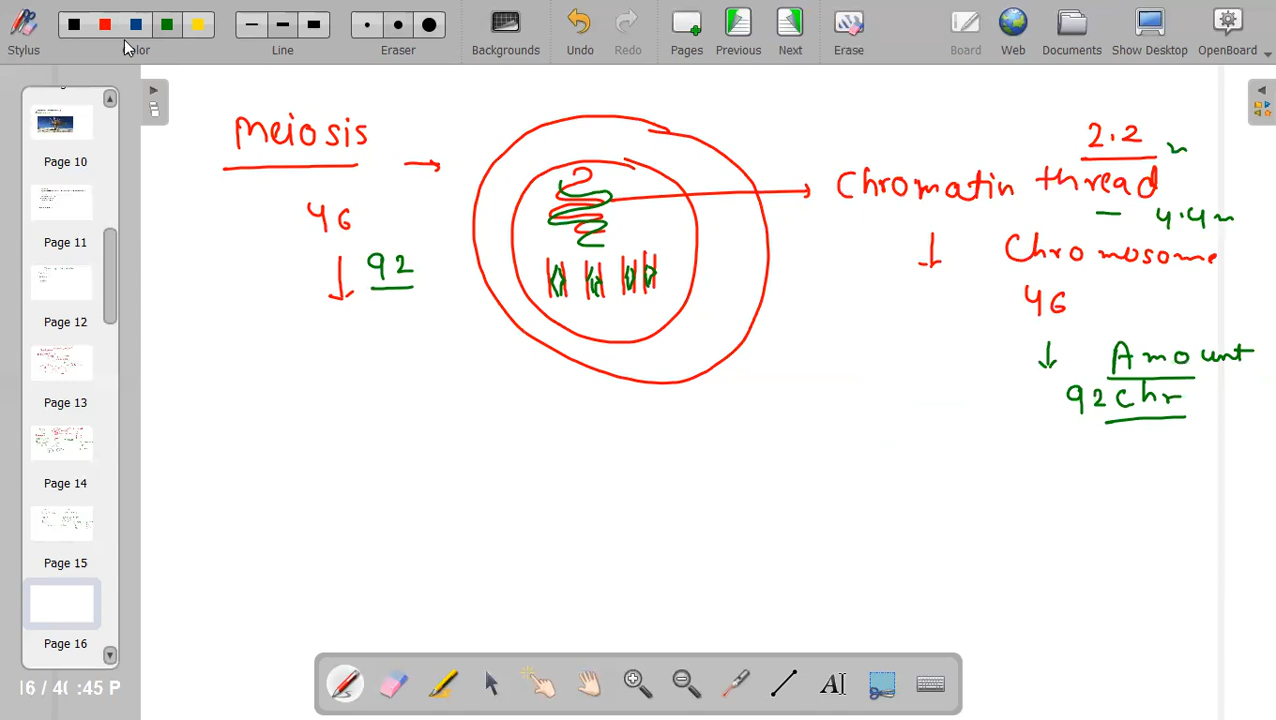 Stylus
Color
Line
Eraser
Backgrounds
Undo
Redo
Pages
Previous
Next
Erase
Board
Web
Documents
Show Desktop
OpenBoard
Page 10
Page 11
Page 12
Page 13
Page 14
Page 15
Page 16
:45 P
Meiosis
46
92
2.2
Chromatin thread
4.4
Chromosome
46
Amount
92 Chr